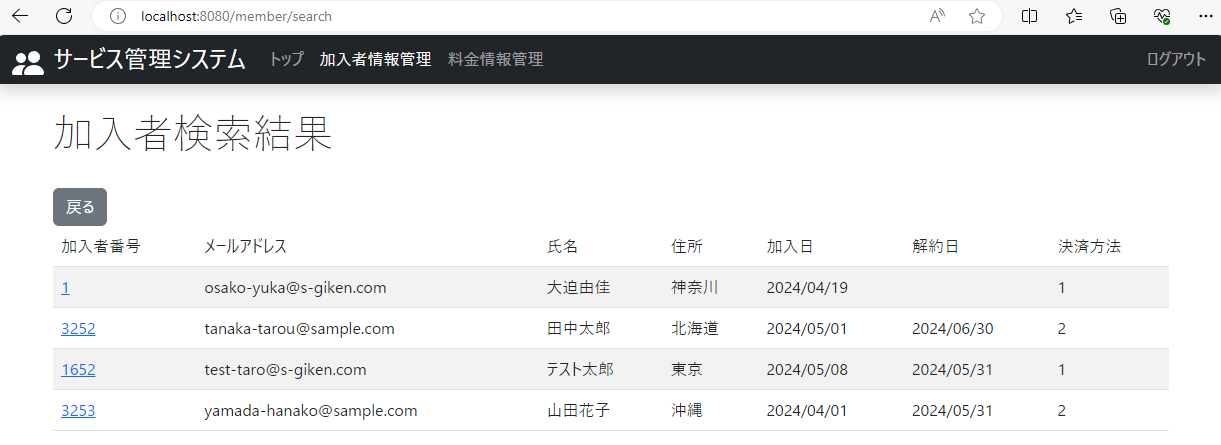 localhost:8080/member/search
サービス管理システム トップ 加入者情報管理 料金情報管理 ログアウト
加入者検索結果
戻る
加入者番号 メールアドレス 氏名 住所 加入日 解約日 決済方法
1 osako-yuka@s-giken.com 大迫由佳 神奈川 2024/04/19 1
3252 tanaka-tarou@sample.com 田中太郎 北海道 2024/05/01 2024/06/30 2
1652 test-taro@s-giken.com テスト太郎 東京 2024/05/08 2024/05/31 1
3253 yamada-hanako@sample.com 山田花子 沖縄 2024/04/01 2024/05/31 2